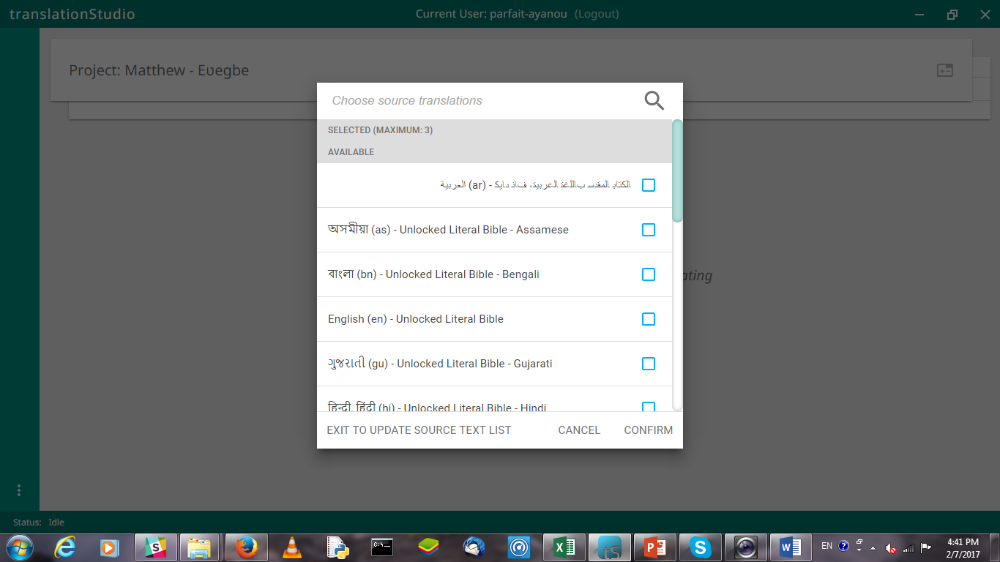 translationStudio
Current User: parfait-ayanou (Logout)
Project: Matthew - Eʋegbe
Choose source translations
SELECTED (MAXIMUM: 3)
AVAILABLE
العربية (ar) - الكتاب المقدس باللغة العربية، فان دايك
অসমীয়া (as) - Unlocked Literal Bible - Assamese
বাংলা (bn) - Unlocked Literal Bible - Bengali
ating
English (en) - Unlocked Literal Bible
ગુજરાતી (gu) - Unlocked Literal Bible - Gujarati
हिन्दी, हिंदी (hi) - Unlocked Literal Bible - Hindi
EXIT TO UPDATE SOURCE TEXT LIST CANCEL CONFIRM
Status: Idle
EN
4:41 PM
2/7/2017